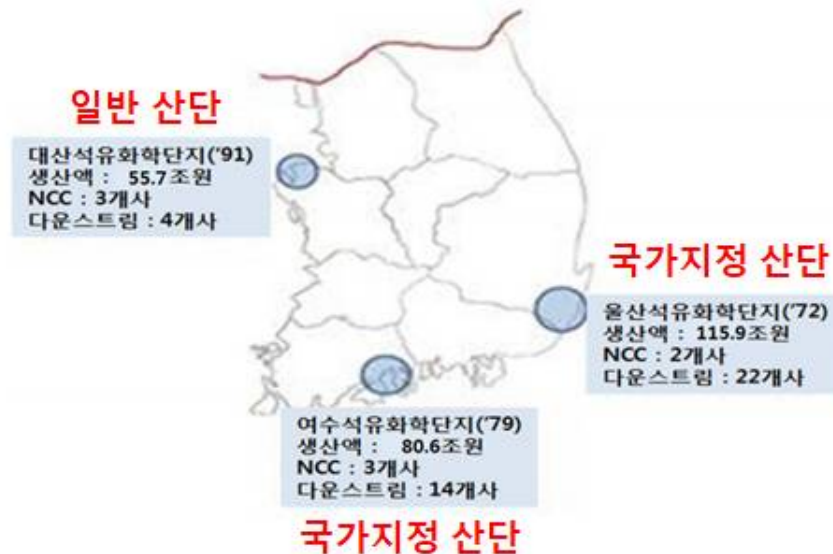 일반 산단
대산석유화학단지('91)
생산액 : 55.7조원
NCC : 3개사
다운스트림 : 4개사
국가지정 산단
울산석유화학단지('72)
생산액 : 115.9조원
NCC : 2개사
다운스트림 : 22개사
여수석유화학단지('79)
생산액 : 80.6조원
NCC : 3개사
다운스트림 : 14개사
국가지정 산단